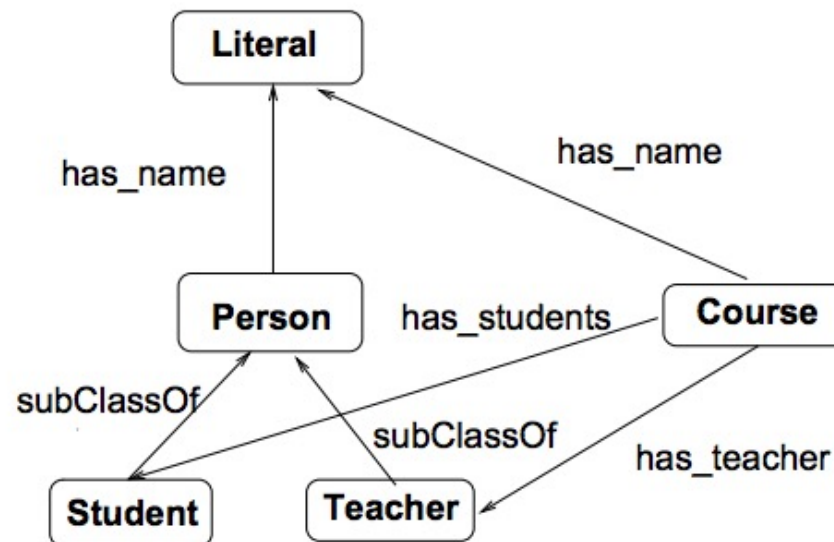 Literal
has_name
has_name
Person
has_students
Course
subClassOf
subClassOf
has_teacher
Student
Teacher